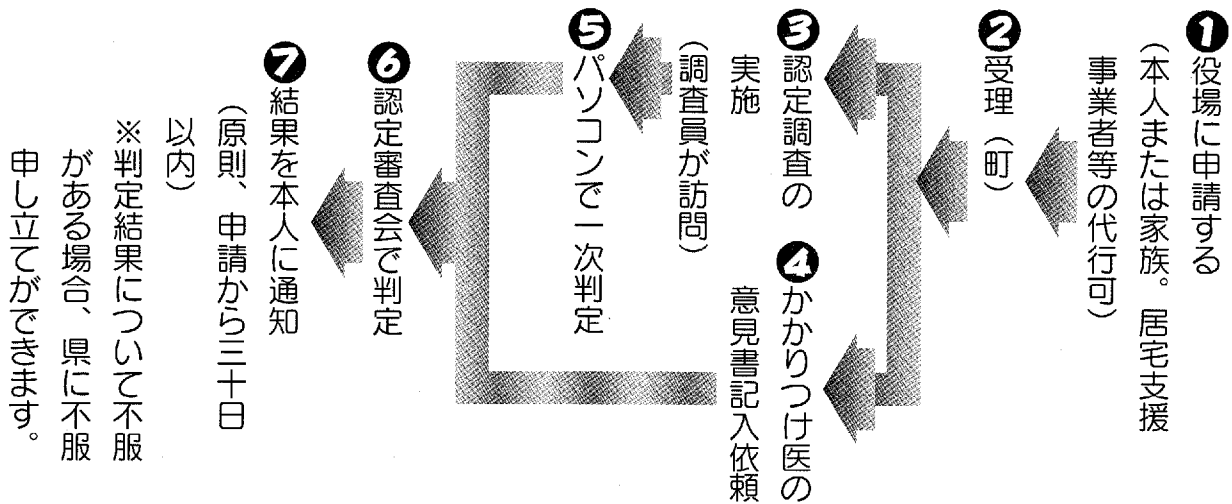 ❶役場に申請する
（本人または家族。居宅支援
事業者等の代行可）
❷受理（町）
❸認定調査の
実施
（調査員が訪問）
❹かかりつけ医の
意見書記入依頼
❺パソコンで一次判定
❻認定審査会で判定
❼結果を本人に通知
（原則、申請から三十日
以内）
※判定結果について不服
がある場合、県に不服
申し立てができます。